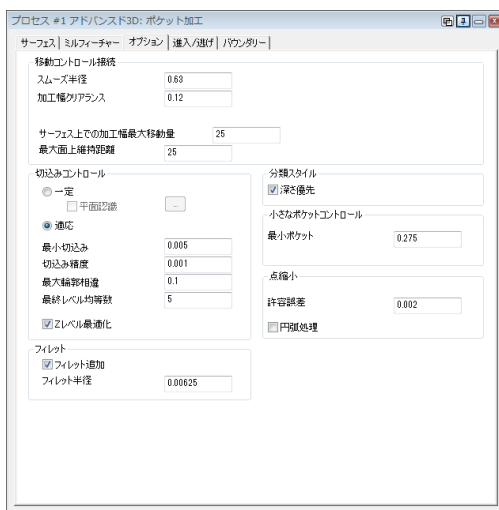 プロセス #1 アドバンスド3D: ポケット加工
サーフェス ミルフィーチャー オプション 進入/逃げ バウンダリー
移動コントロール接続
スムーズ半径 0.63
加工幅クリアランス 0.12
サーフェス上での加工幅最大移動量 25
最大面上維持距離 25
切込みコントロール
一定
平面認識 ...
適応
最小切込み 0.005
切込み精度 0.001
最大輪郭相違 0.1
最終レベル均等数 5
Zレベル最適化
フィレット
フィレット追加
フィレット半径 0.00625
分類スタイル
深さ優先
小さなポケットコントロール
最小ポケット 0.275
点縮小
許容誤差 0.002
円弧処理